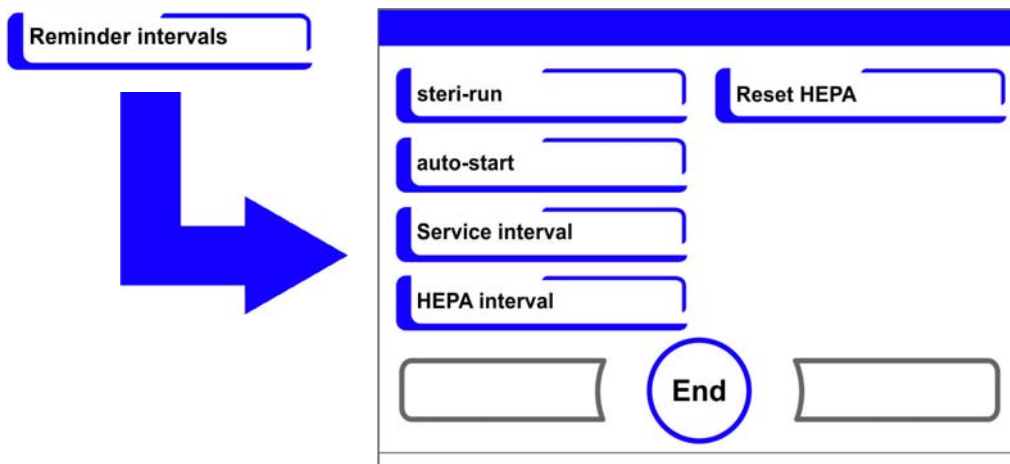 Reminder intervals
steri-run
Reset HEPA
auto-start
Service interval
HEPA interval
End